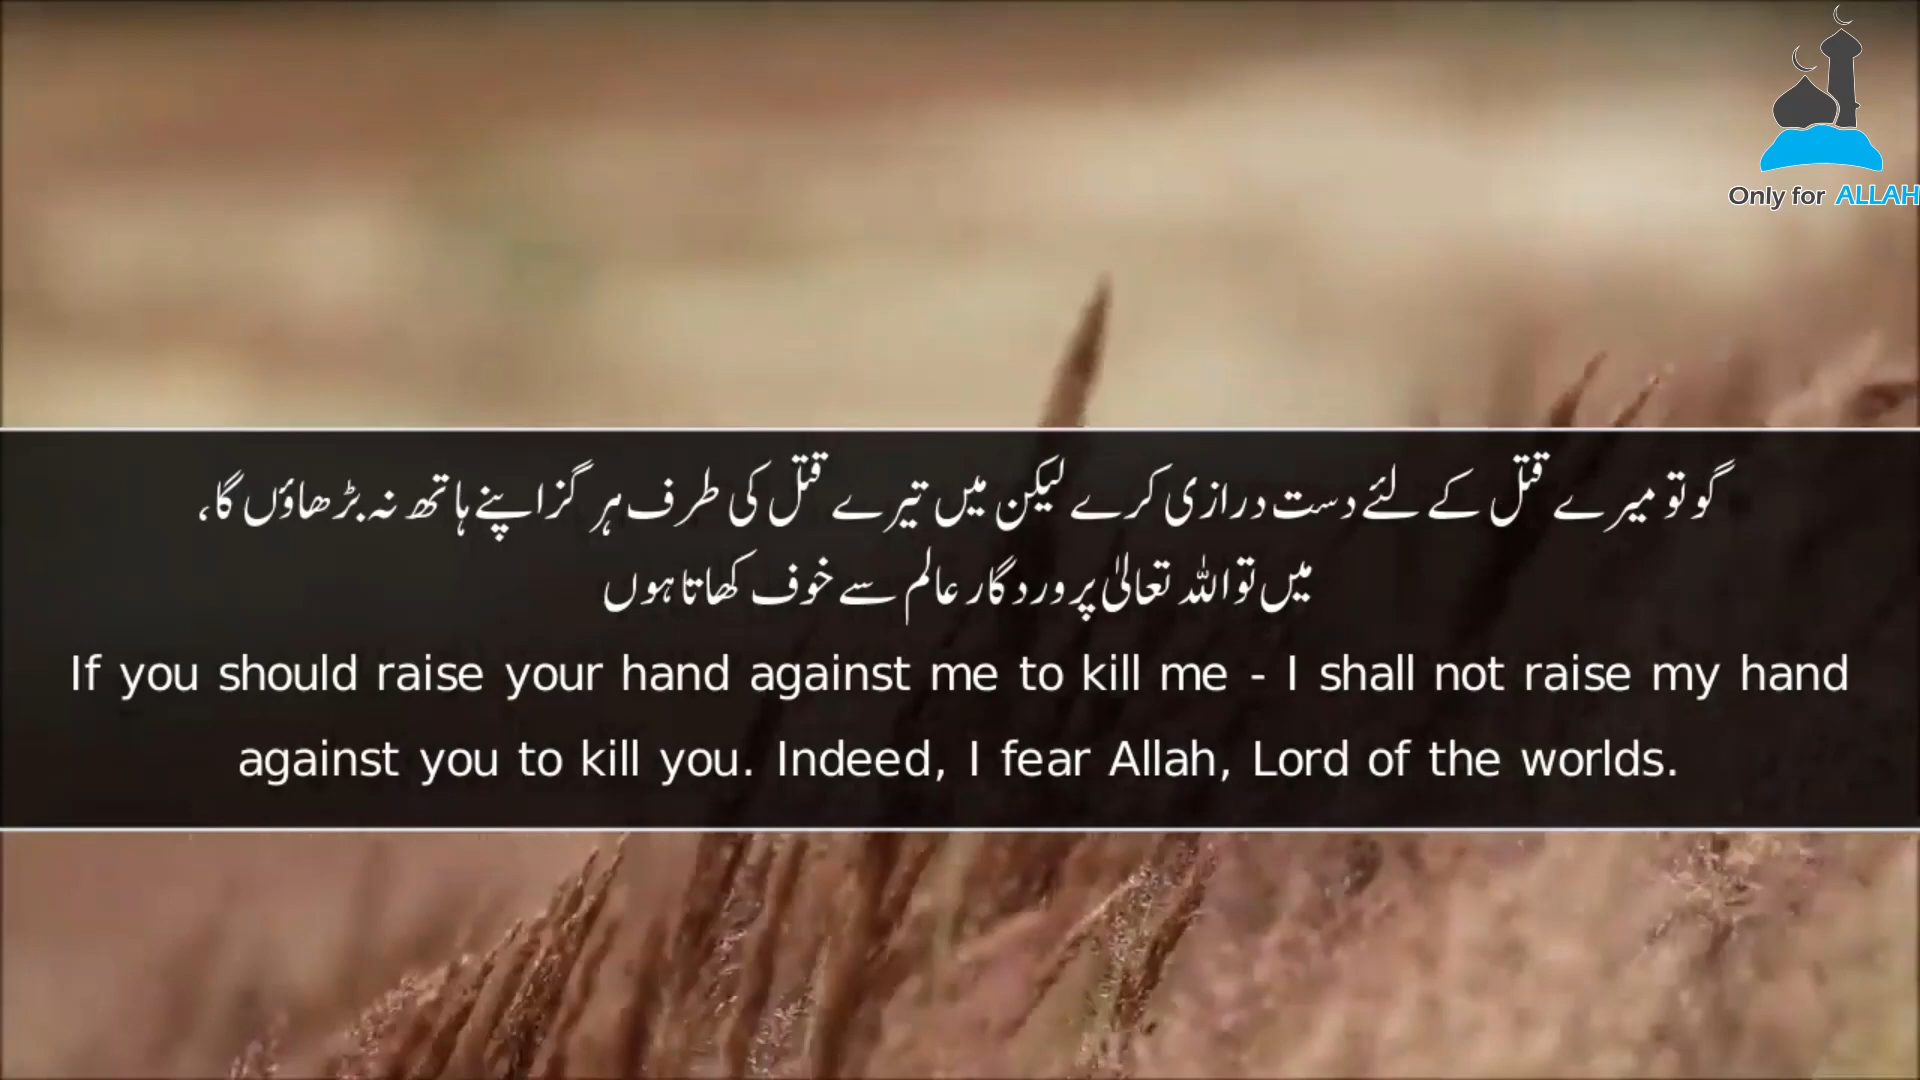 Only for ALLAH
گو تو میرے قتل کے لئے دست درازی کرے لیکن میں تیرے قتل کی طرف ہر گز اپنے ہاتھ نہ بڑھاؤں گا،
میں تو اللہ تعالیٰ پروردگار عالم سے خوف کھاتا ہوں
If you should raise your hand against me to kill me - I shall not raise my hand
against you to kill you. Indeed, I fear Allah, Lord of the worlds.